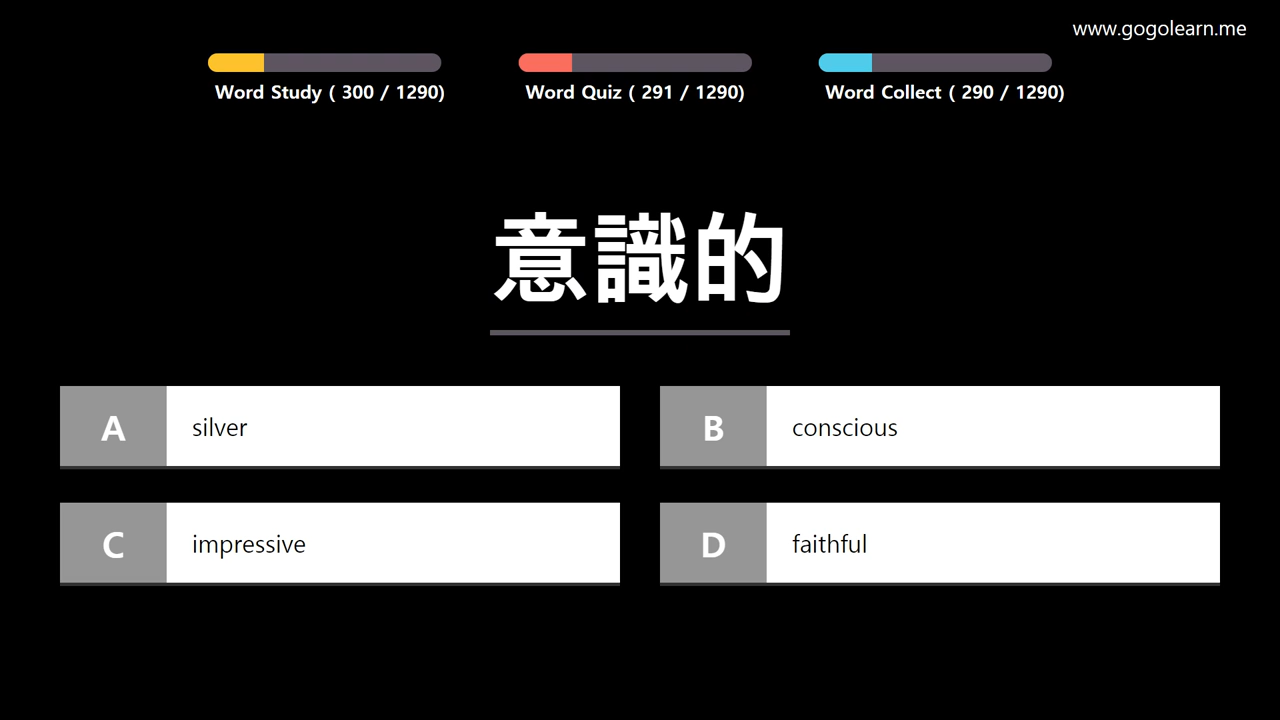 www.gogolearn.me
Word Study ( 300 / 1290)
Word Quiz ( 291 / 1290)
Word Collect ( 290 / 1290)
意識的
A silver
B conscious
C impressive
D faithful